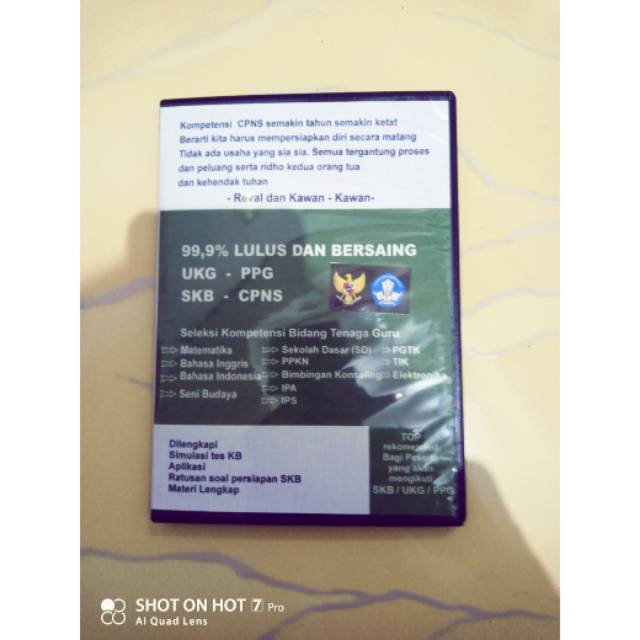 Kompetensi CPNS semakin tahun semakin ketat
Berarti kita harus mempersiapkan diri secara matang
Tidak ada usaha yang sia sia. Semua tergantung proses
dan peluang serta ridho kedua orang tua
dan kehendak tuhan
- Reval dan Kawan - Kawan-
99,9% LULUS DAN BERSAING
UKG - PPG
SKB - CPNS
Seleksi Kompetensi Bidang Tenaga Guru
Matematika
Bahasa Inggris
Bahasa Indonesia
Seni Budaya
Sekolah Dasar (SD)
PPKN
Bimbingan Konseling
IPA
IPS
PGTK
TIK
Elektronika
Dilengkapi
Simulasi tes KB
Aplikasi
Ratusan soal persiapan SKB
Materi Lengkap
TOP
Bagi Peserta
yang akan
mengikuti
SKB / UKG / PPG
SHOT ON HOT 7 Pro
AI Quad Lens